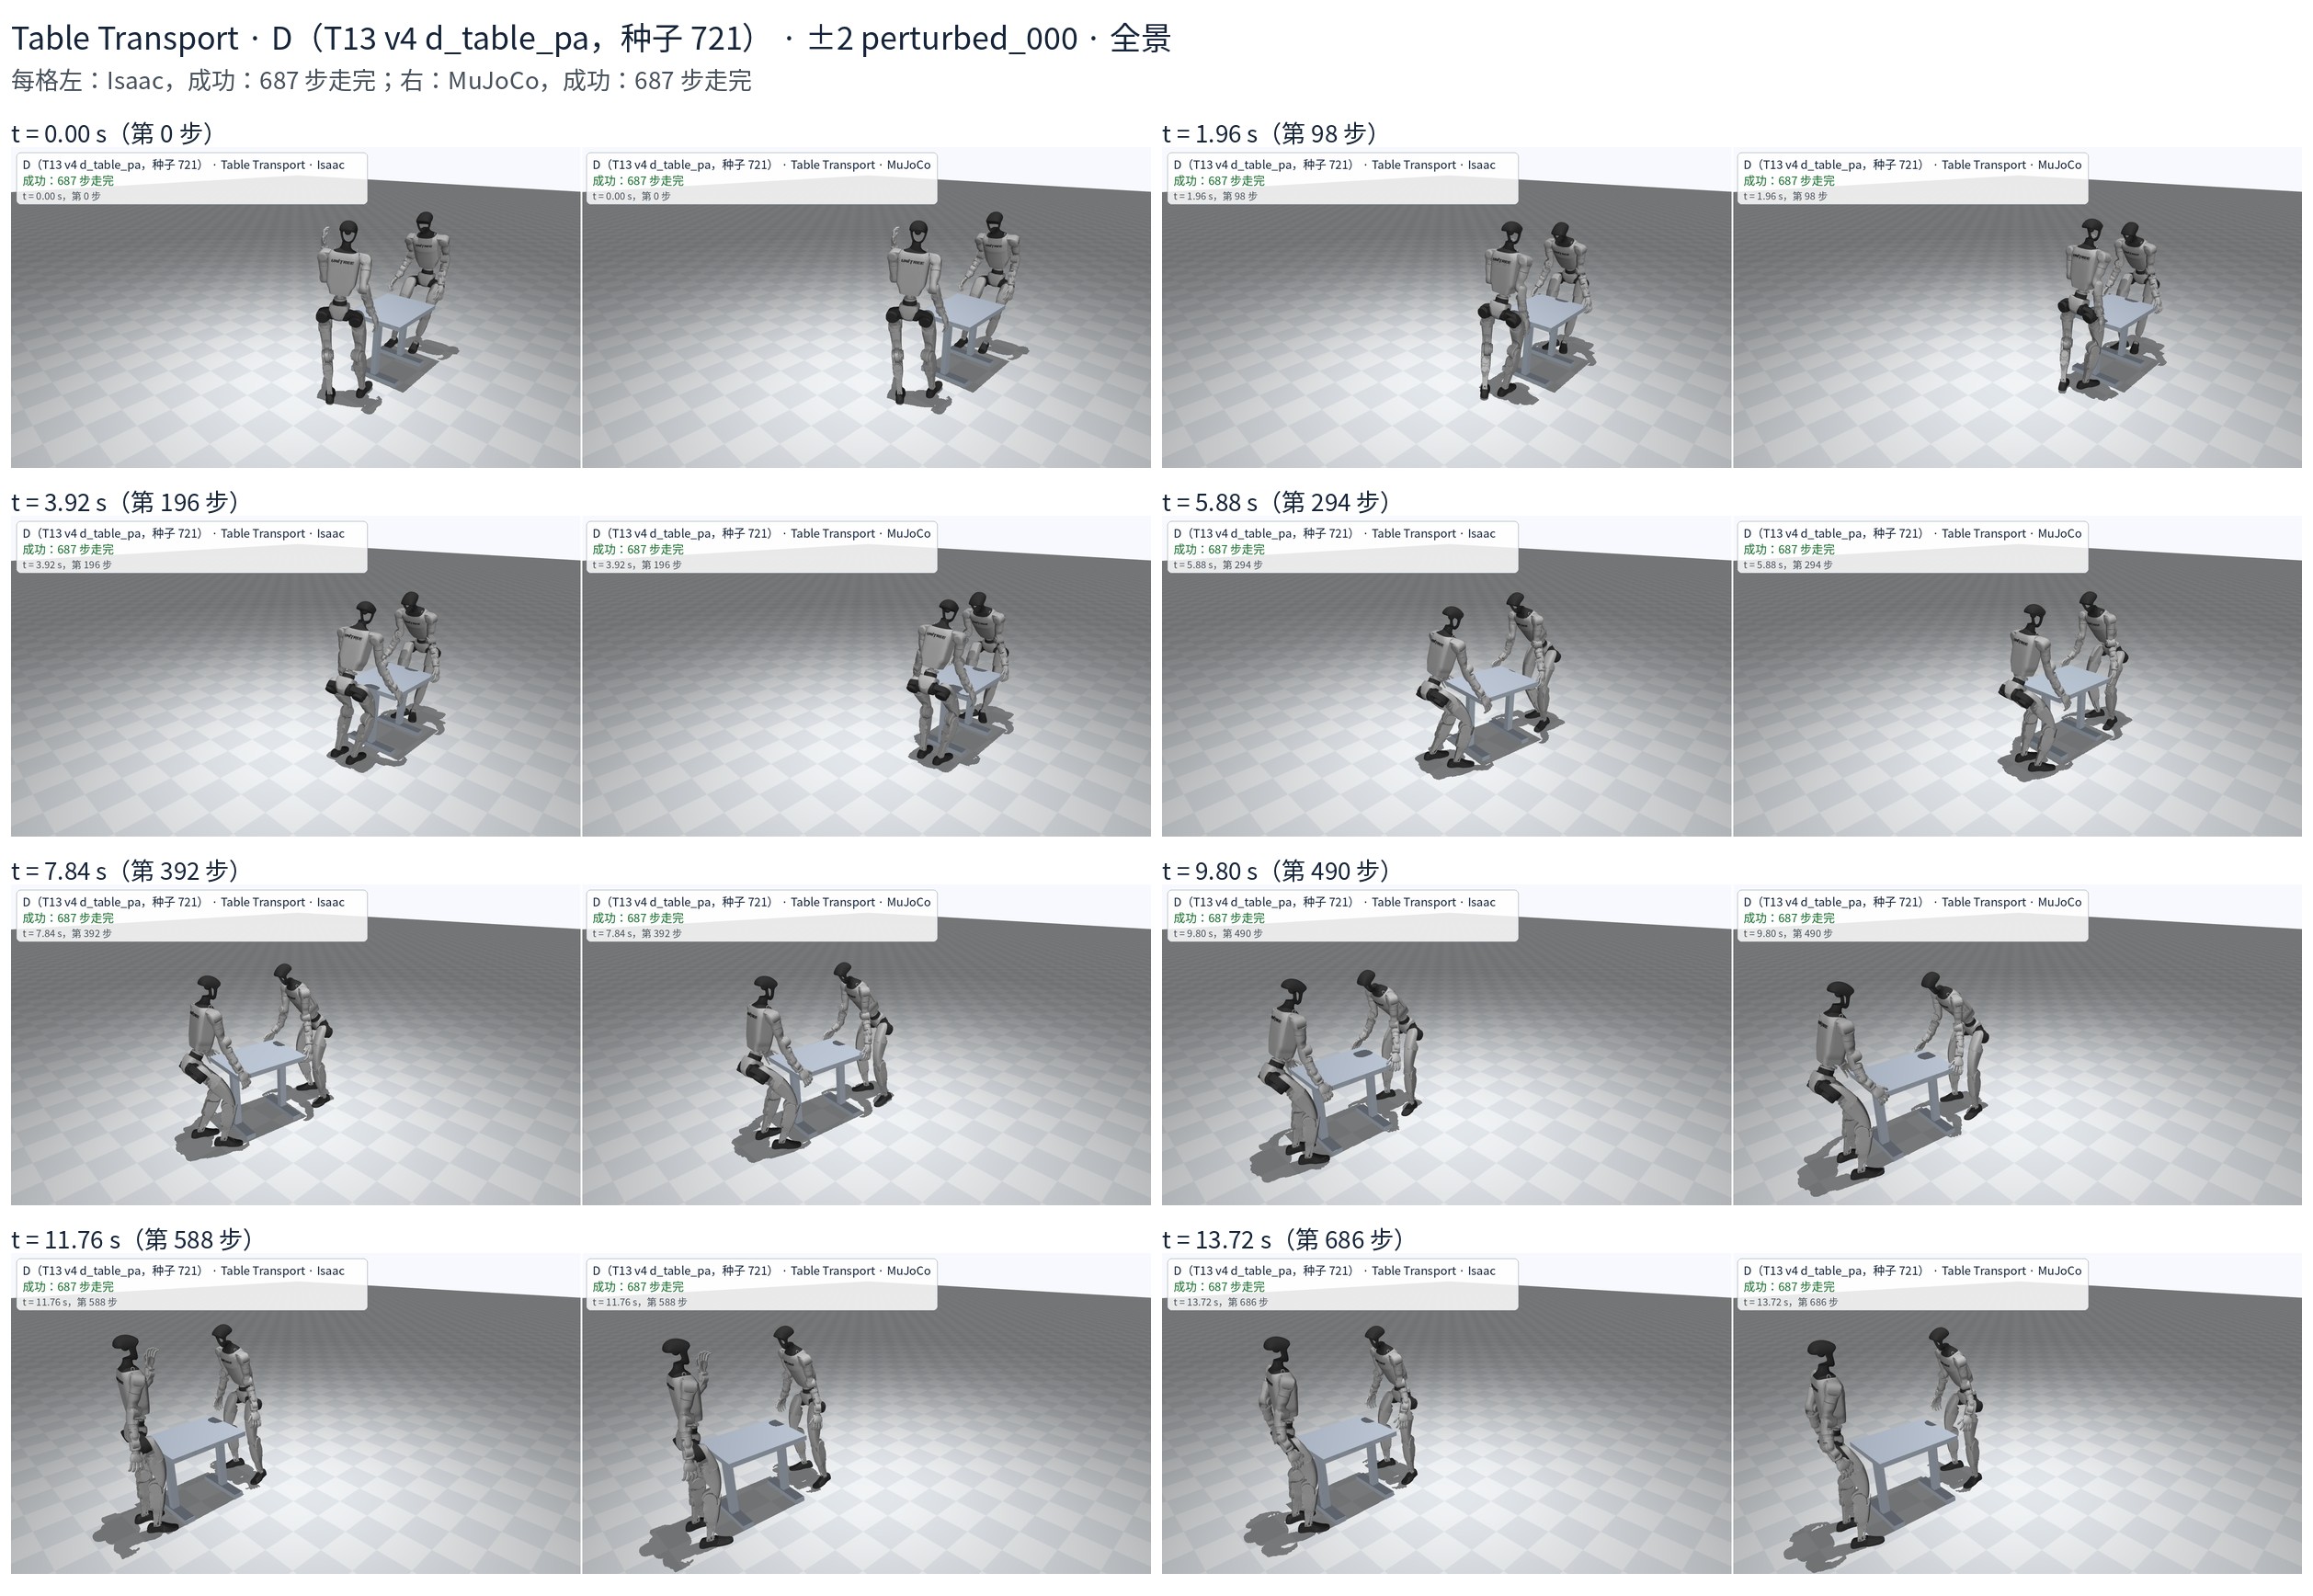 Table Transport · D（T13 v4 d_table_pa，种子 721） · ±2 perturbed_000 · 全景
每格左：Isaac，成功：687 步走完；右：MuJoCo，成功：687 步走完
t = 0.00 s（第 0 步）
D（T13 v4 d_table_pa，种子 721） · Table Transport · Isaac
成功：687 步走完
t = 0.00 s，第 0 步
D（T13 v4 d_table_pa，种子 721） · Table Transport · MuJoCo
成功：687 步走完
t = 0.00 s，第 0 步
t = 1.96 s（第 98 步）
D（T13 v4 d_table_pa，种子 721） · Table Transport · Isaac
成功：687 步走完
t = 1.96 s，第 98 步
D（T13 v4 d_table_pa，种子 721） · Table Transport · MuJoCo
成功：687 步走完
t = 1.96 s，第 98 步
t = 3.92 s（第 196 步）
D（T13 v4 d_table_pa，种子 721） · Table Transport · Isaac
成功：687 步走完
t = 3.92 s，第 196 步
D（T13 v4 d_table_pa，种子 721） · Table Transport · MuJoCo
成功：687 步走完
t = 3.92 s，第 196 步
t = 5.88 s（第 294 步）
D（T13 v4 d_table_pa，种子 721） · Table Transport · Isaac
成功：687 步走完
t = 5.88 s，第 294 步
D（T13 v4 d_table_pa，种子 721） · Table Transport · MuJoCo
成功：687 步走完
t = 5.88 s，第 294 步
t = 7.84 s（第 392 步）
D（T13 v4 d_table_pa，种子 721） · Table Transport · Isaac
成功：687 步走完
t = 7.84 s，第 392 步
D（T13 v4 d_table_pa，种子 721） · Table Transport · MuJoCo
成功：687 步走完
t = 7.84 s，第 392 步
t = 9.80 s（第 490 步）
D（T13 v4 d_table_pa，种子 721） · Table Transport · Isaac
成功：687 步走完
t = 9.80 s，第 490 步
D（T13 v4 d_table_pa，种子 721） · Table Transport · MuJoCo
成功：687 步走完
t = 9.80 s，第 490 步
t = 11.76 s（第 588 步）
D（T13 v4 d_table_pa，种子 721） · Table Transport · Isaac
成功：687 步走完
t = 11.76 s，第 588 步
D（T13 v4 d_table_pa，种子 721） · Table Transport · MuJoCo
成功：687 步走完
t = 11.76 s，第 588 步
t = 13.72 s（第 686 步）
D（T13 v4 d_table_pa，种子 721） · Table Transport · Isaac
成功：687 步走完
t = 13.72 s，第 686 步
D（T13 v4 d_table_pa，种子 721） · Table Transport · MuJoCo
成功：687 步走完
t = 13.72 s，第 686 步